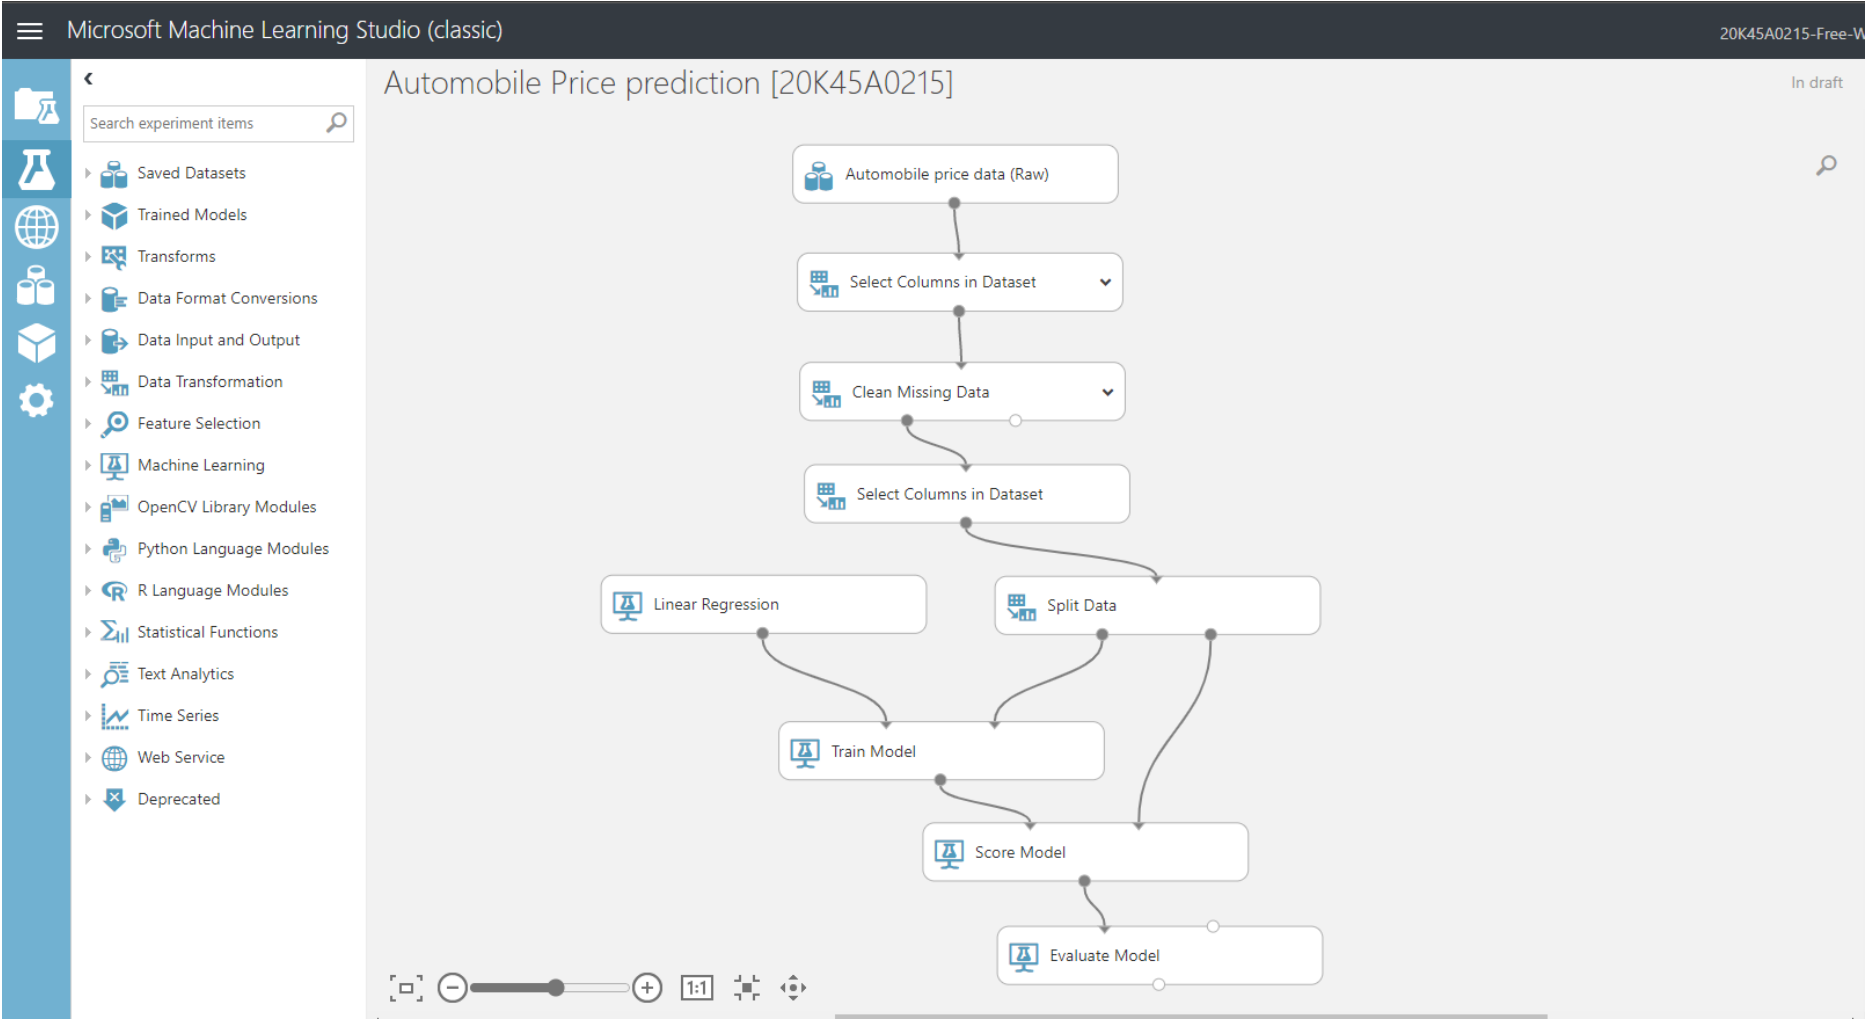 Microsoft Machine Learning Studio (classic)
20K45A0215-Free-W
Automobile Price prediction [20K45A0215]
In draft
Search experiment items
Saved Datasets
Trained Models
Transforms
Data Format Conversions
Data Input and Output
Data Transformation
Feature Selection
Machine Learning
OpenCV Library Modules
Python Language Modules
R Language Modules
Statistical Functions
Text Analytics
Time Series
Web Service
Deprecated
Automobile price data (Raw)
Select Columns in Dataset
Clean Missing Data
Select Columns in Dataset
Linear Regression
Split Data
Train Model
Score Model
Evaluate Model
1:1